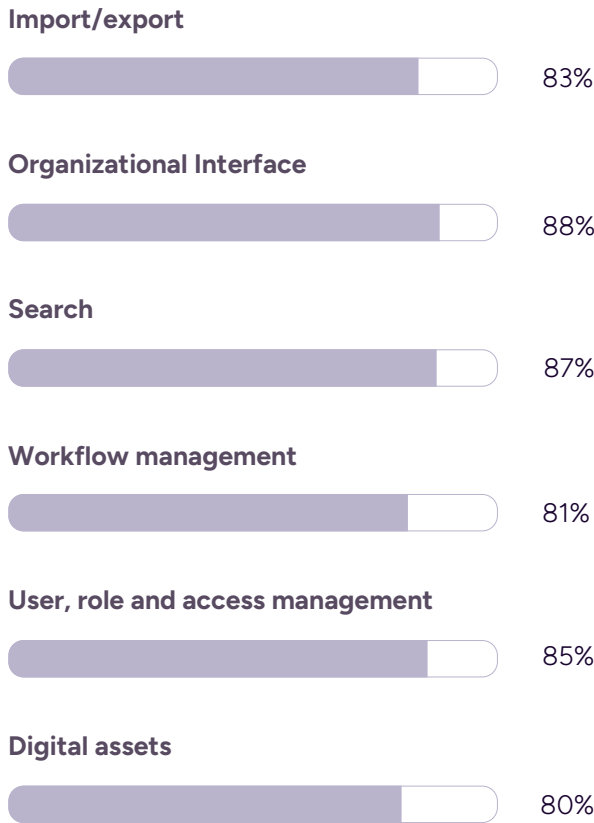 Import/export
83%
Organizational Interface
88%
Search
87%
Workflow management
81%
User, role and access management
85%
Digital assets
80%